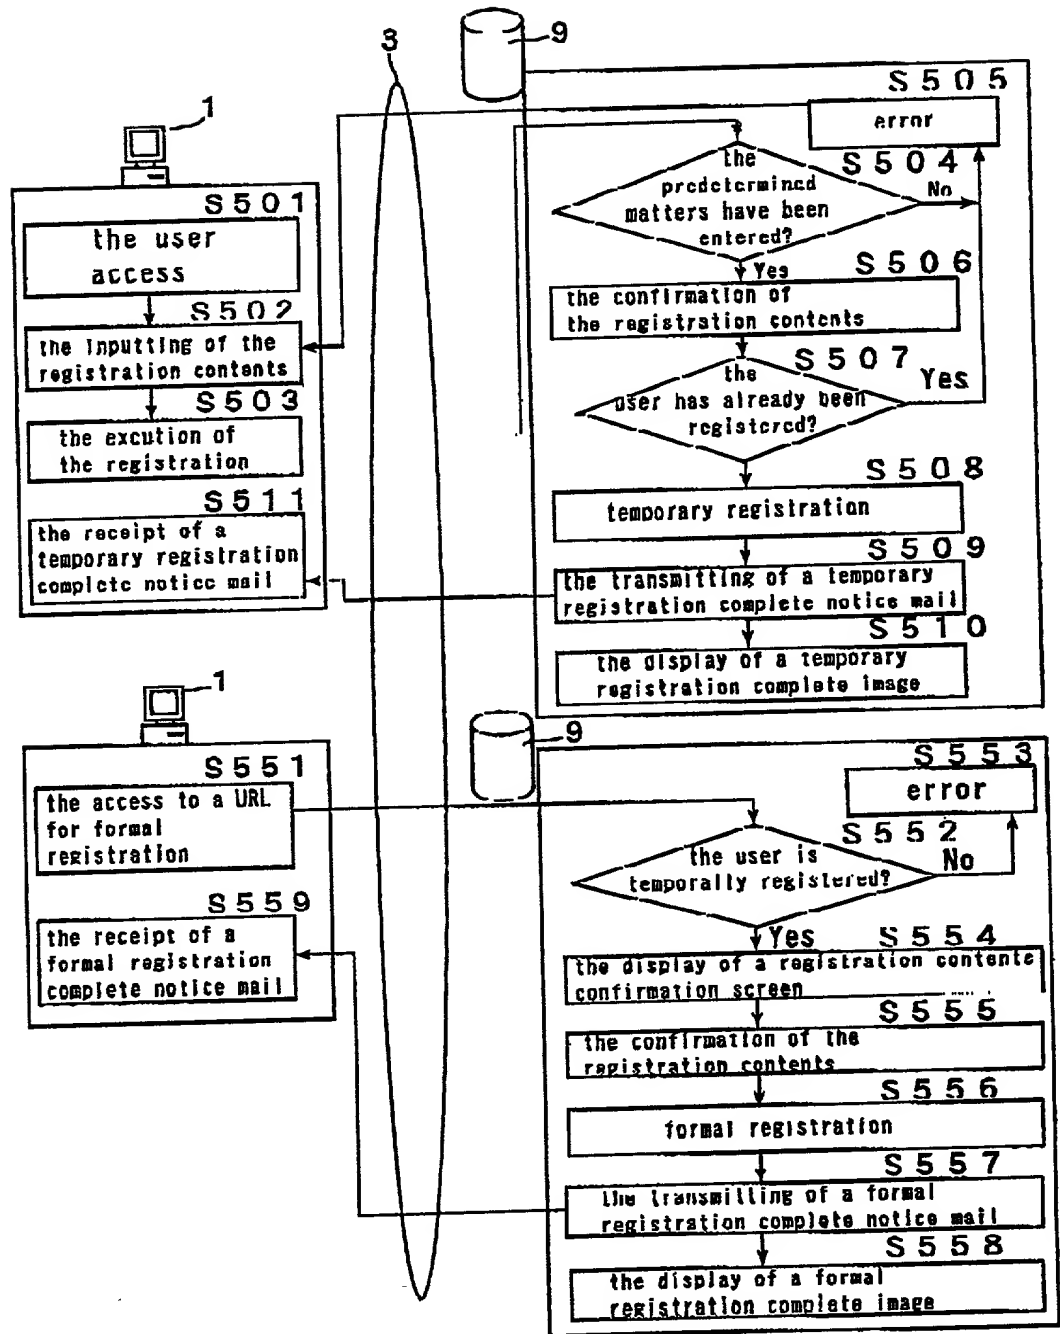 3
9
S505
error
1
S504
the
predetermined
matters have been
entered?
No
Yes
S501
the user
access
S506
the confirmation of
the registration contents
S502
the inputting of the
registration contents
S507
the
user has already been
registered?
Yes
S503
the excution of
the registration
S508
temporary registration
S511
the receipt of a
temporary registration
complete notice mail
S509
the transmitting of a temporary
registration complete notice mail
S510
the display of a temporary
registration complete image
1
9
S551
the access to a URL
for formal
registration
S553
error
S552
the user is
temporally registered?
No
Yes
S559
the receipt of a
formal registration
complete notice mail
S554
the display of a registration contents
confirmation screen
S555
the confirmation of the
registration contents
S556
formal registration
S557
the transmitting of a formal
registration complete notice mail
S558
the display of a formal
registration complete image